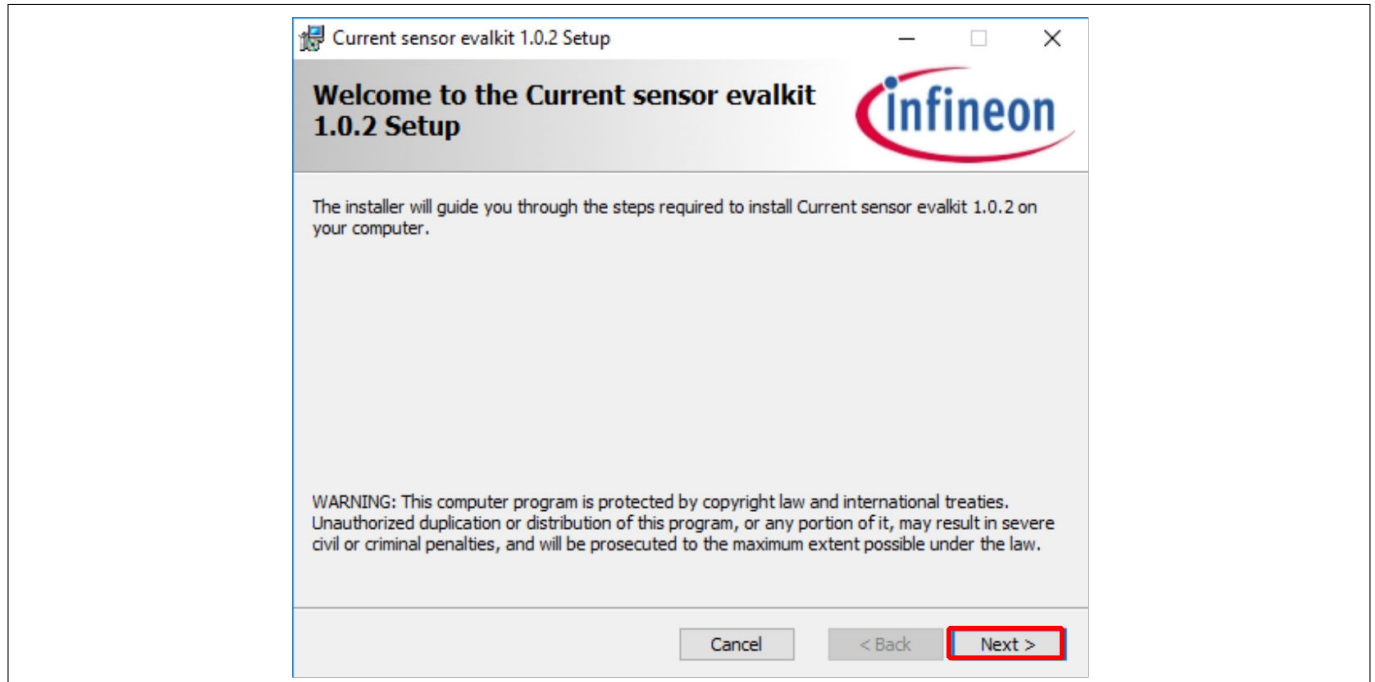 Current sensor evalkit 1.0.2 Setup
Welcome to the Current sensor evalkit
1.0.2 Setup
infineon
The installer will guide you through the steps required to install Current sensor evalkit 1.0.2 on
your computer.
WARNING: This computer program is protected by copyright law and international treaties.
Unauthorized duplication or distribution of this program, or any portion of it, may result in severe
civil or criminal penalties, and will be prosecuted to the maximum extent possible under the law.
Cancel < Back Next >